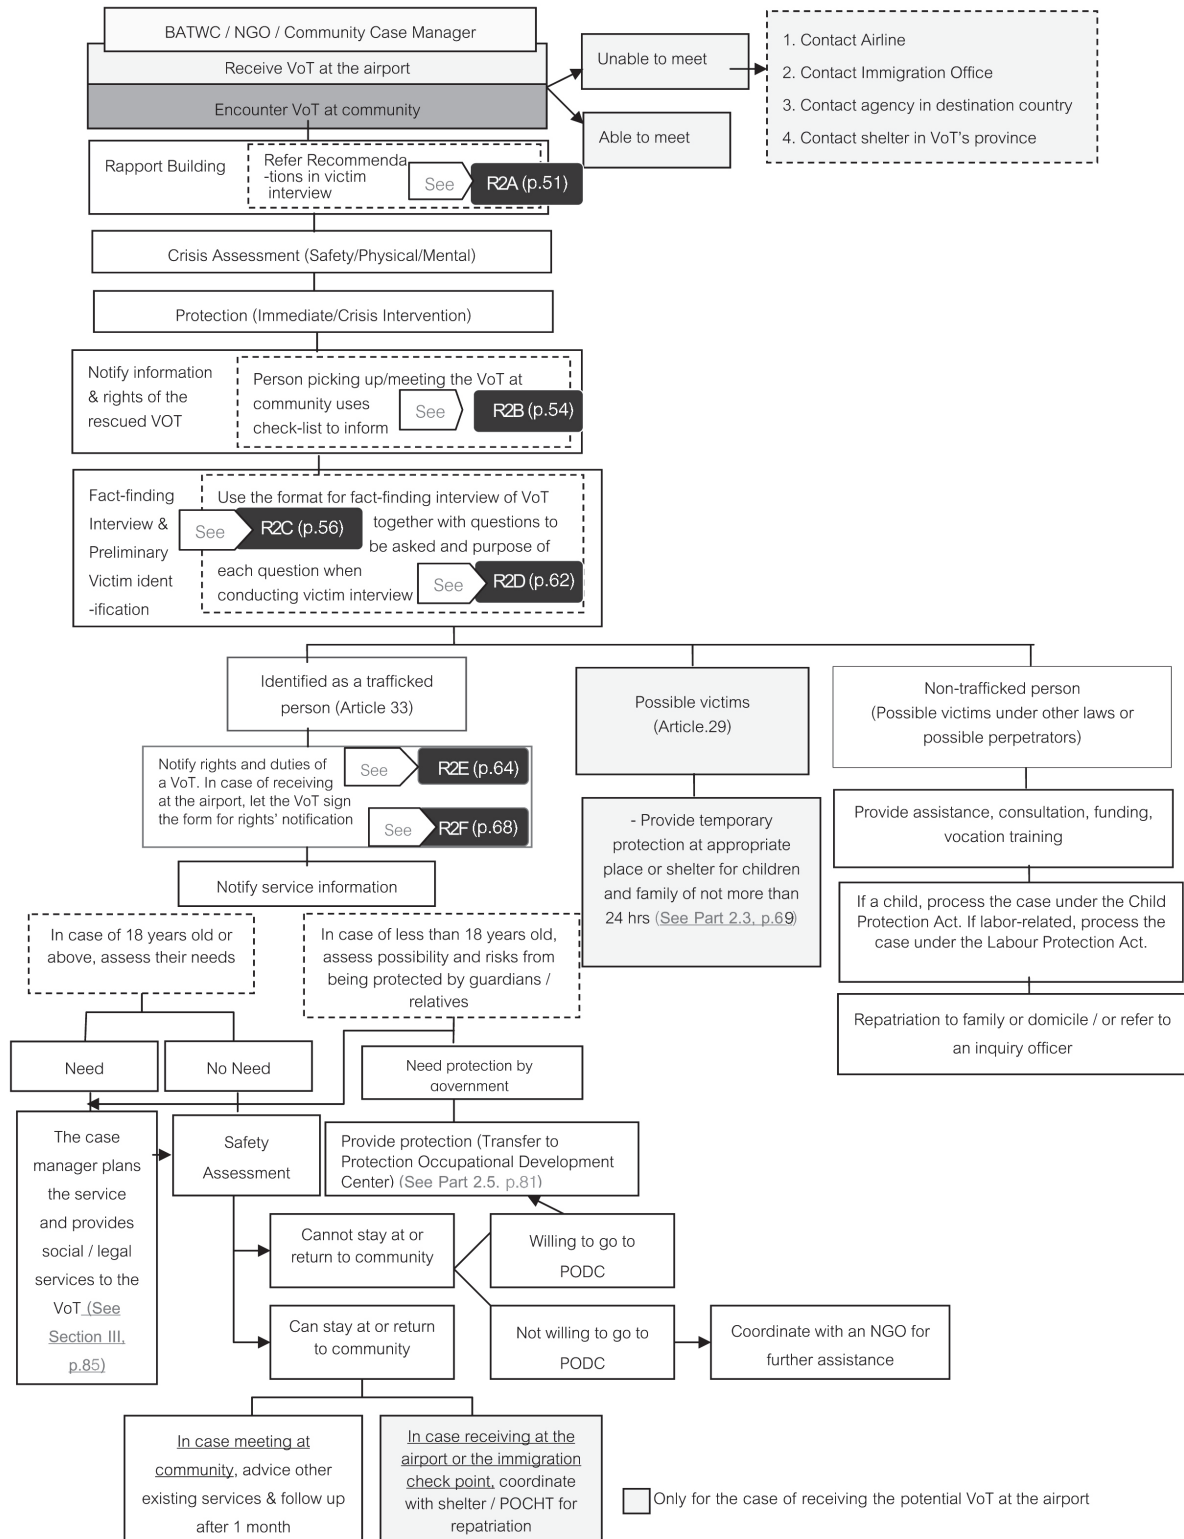 BATWC / NGO / Community Case Manager
Receive VoT at the airport
Encounter VoT at community
Unable to meet
Able to meet
1. Contact Airline
2. Contact Immigration Office
3. Contact agency in destination country
4. Contact shelter in VoT's province
Rapport Building
Refer Recommenda
-tions in victim
interview
See
R2A (p.51)
Crisis Assessment (Safety/Physical/Mental)
Protection (Immediate/Crisis Intervention)
Notify information
& rights of the
rescued VOT
Person picking up/meeting the VoT at
community uses
check-list to inform
See
R2B (p.54)
Fact-finding
Interview &
Preliminary
Victim ident
-ification
Use the format for fact-finding interview of VoT
See
R2C (p.56)
together with questions to
be asked and purpose of
each question when
conducting victim interview
See
R2D (p.62)
Identified as a trafficked
person (Article 33)
Possible victims
(Article.29)
Non-trafficked person
(Possible victims under other laws or
possible perpetrators)
Notify rights and duties of
a VoT. In case of receiving
at the airport, let the VoT sign
the form for rights' notification
See
R2E (p.64)
See
R2F (p.68)
- Provide temporary
protection at appropriate
place or shelter for children
and family of not more than
24 hrs (See Part 2.3, p.69)
Provide assistance, consultation, funding,
vocation training
Notify service information
If a child, process the case under the Child
Protection Act. If labor-related, process the
case under the Labour Protection Act.
In case of 18 years old or
above, assess their needs
In case of less than 18 years old,
assess possibility and risks from
being protected by guardians /
relatives
Repatriation to family or domicile / or refer to
an inquiry officer
Need
No Need
Need protection by
government
The case
manager plans
the service
and provides
social / legal
services to the
VoT (See
Section III,
p.85)
Safety
Assessment
Provide protection (Transfer to
Protection Occupational Development
Center) (See Part 2.5. p.81)
Cannot stay at or
return to community
Willing to go to
PODC
Can stay at or return
to community
Not willing to go to
PODC
Coordinate with an NGO for
further assistance
In case meeting at
community, advice other
existing services & follow up
after 1 month
In case receiving at the
airport or the immigration
check point, coordinate
with shelter / POCHT for
repatriation
Only for the case of receiving the potential VoT at the airport